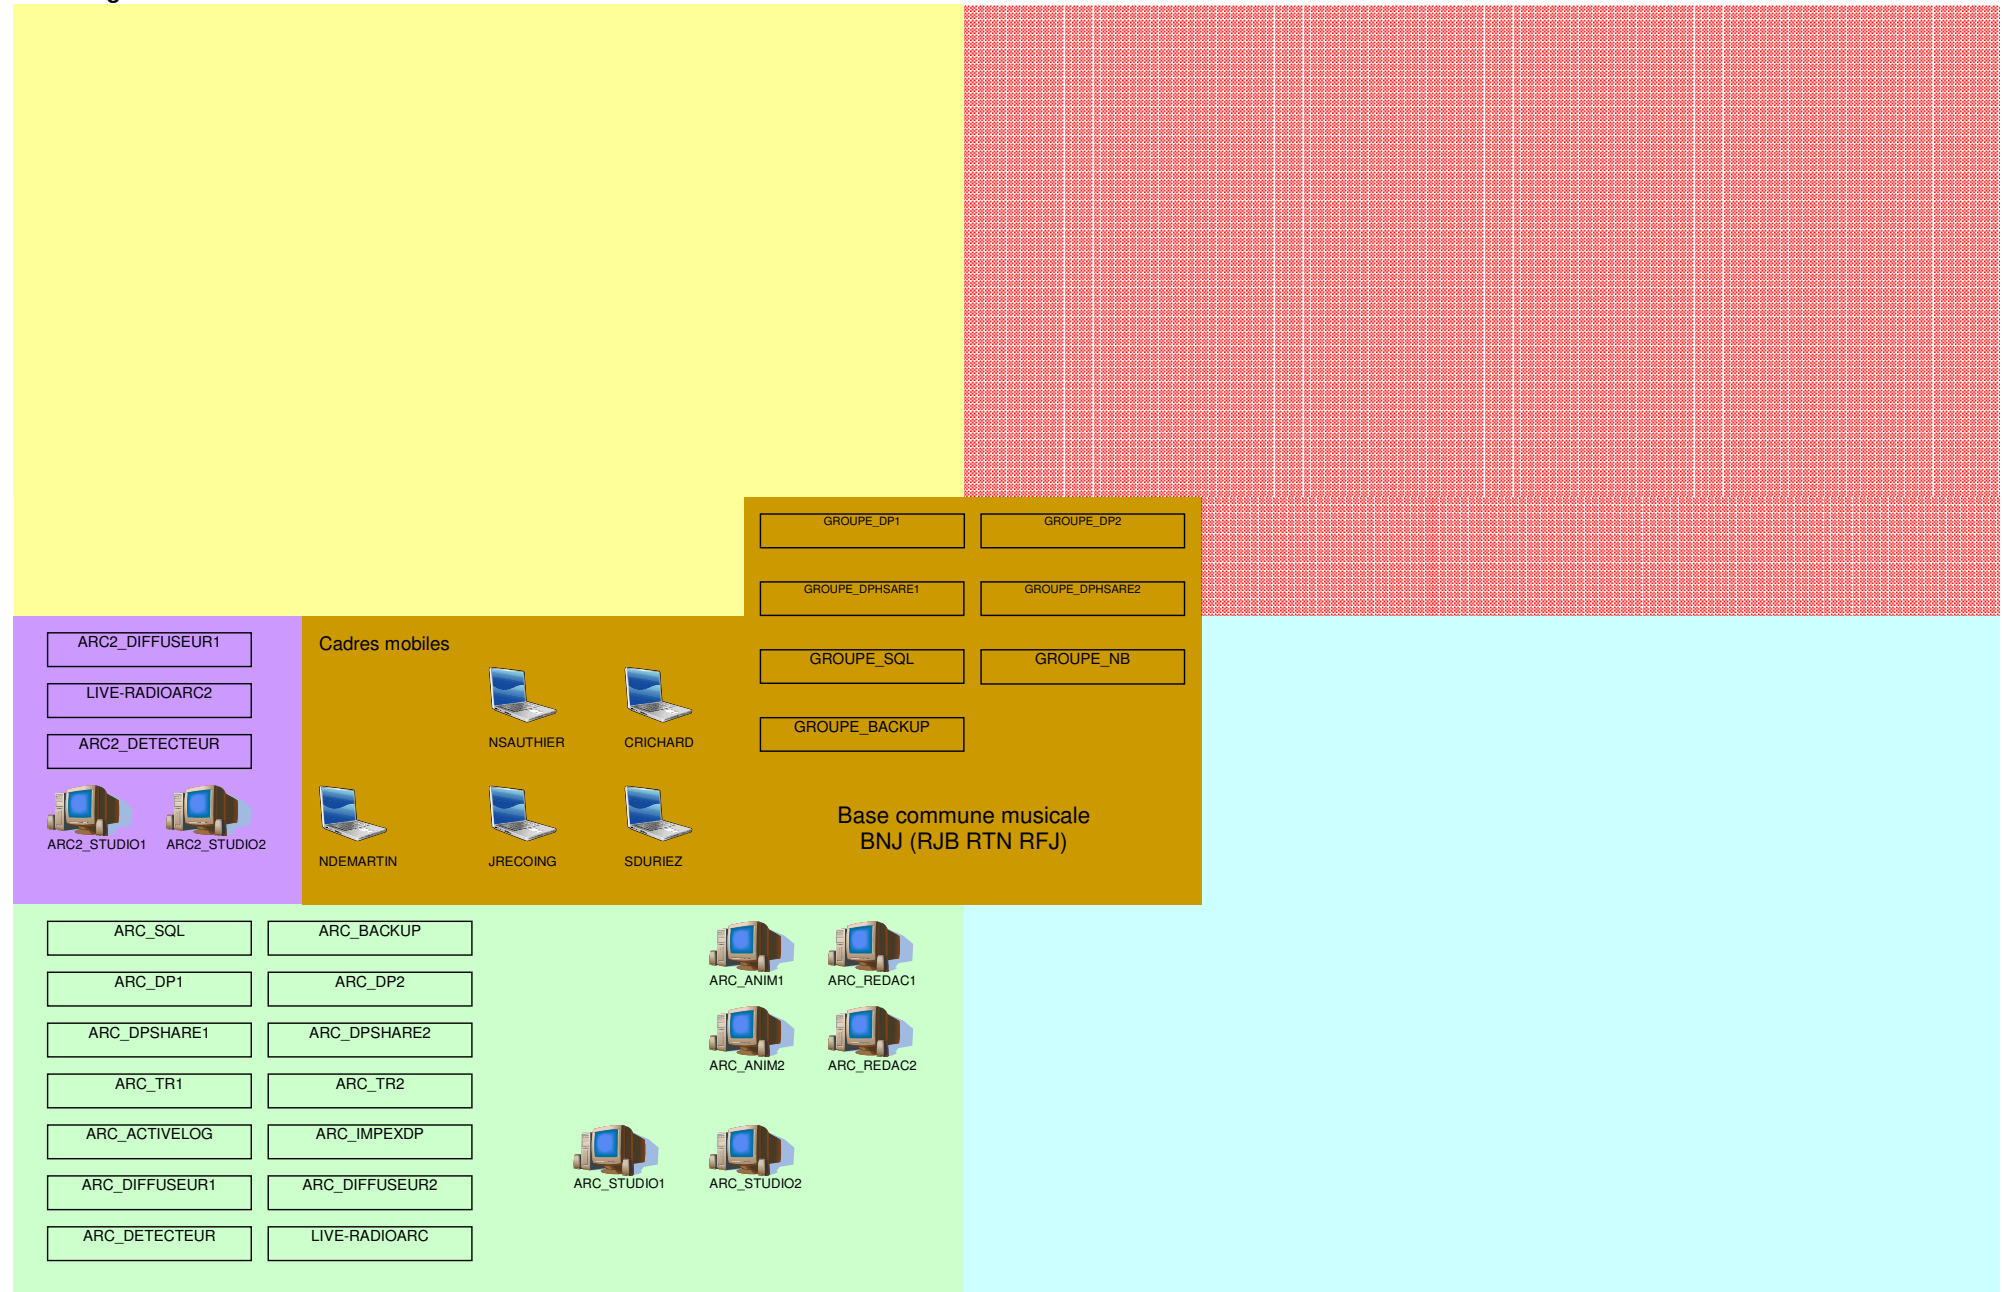 GROUPE_DP1
GROUPE_DP2
GROUPE_DPHSARE1
GROUPE_DPHSARE2
ARC2_DIFFUSEUR1
Cadres mobiles
GROUPE_SQL
GROUPE_NB
LIVE-RADIOARC2
GROUPE_BACKUP
ARC2_DETECTEUR
NSAUTHIER
CRICHARD
Base commune musicale
BNJ (RJB RTN RFJ)
ARC2_STUDIO1
ARC2_STUDIO2
NDEMARTIN
JRECOING
SDURIEZ
ARC_SQL
ARC_BACKUP
ARC_DP1
ARC_DP2
ARC_ANIM1
ARC_REDAC1
ARC_DPSHARE1
ARC_DPSHARE2
ARC_ANIM2
ARC_REDAC2
ARC_TR1
ARC_TR2
ARC_ACTIVELOG
ARC_IMPEXDP
ARC_DIFFUSEUR1
ARC_DIFFUSEUR2
ARC_STUDIO1
ARC_STUDIO2
ARC_DETECTEUR
LIVE-RADIOARC